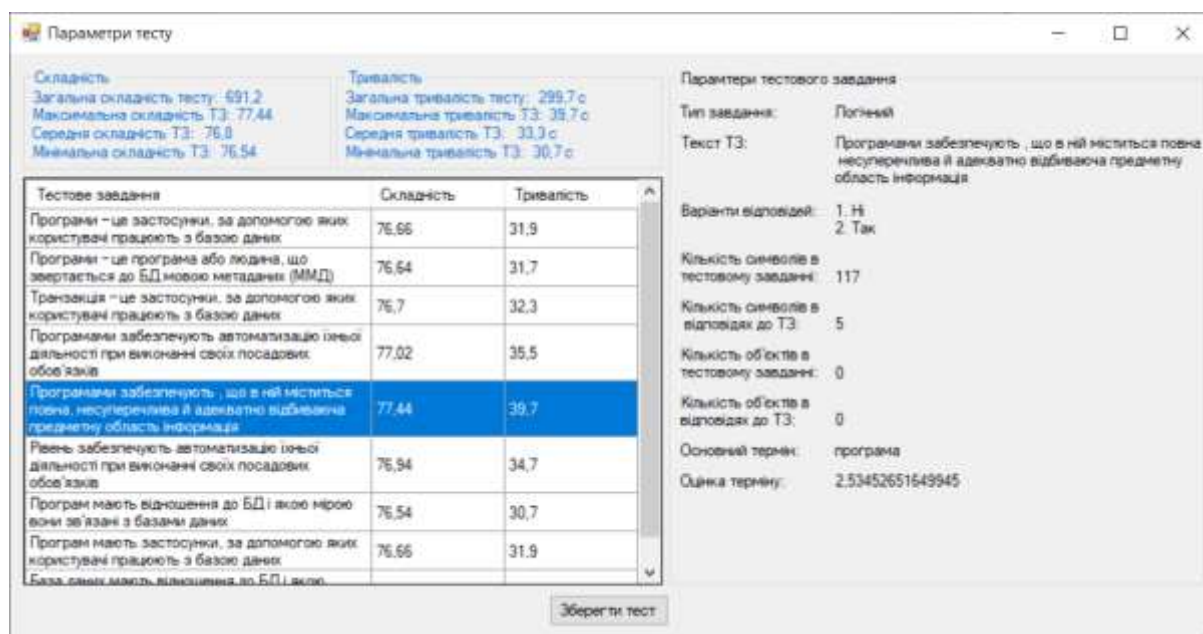 Параметри тесту
Складність
Загальна складність тесту: 691,2
Максимальна складність ТЗ: 77,44
Середня складність ТЗ: 76,8
Мінімальна складність ТЗ: 76,54
Тривалість
Загальна тривалість тесту: 299,7 с
Максимальна тривалість ТЗ: 39,7 с
Середня тривалість ТЗ: 33,3 с
Мінімальна тривалість ТЗ: 30,7 с
Тестове завдання Складність Тривалість
Програми – це застосунки, за допомогою яких
користувачі працюють з базою даних 76,66 31,9
Програми – це програма або людина, що
звертається до БД мовою метаданих (ММД) 76,64 31,7
Транзакція – це застосунки, за допомогою яких
користувачі працюють з базою даних 76,7 32,3
Програмами забезпечують автоматизацію їхньої
діяльності при виконанні своїх посадових
обов'язків 77,02 35,5
Програмами забезпечують , що в ній міститься
повна, несуперечлива й адекватно відбиваюча
предметну область інформація 77,44 39,7
Рівень забезпечують автоматизацію їхньої
діяльності при виконанні своїх посадових
обов'язків 76,94 34,7
Програм мають відношення до БД і якою мірою
вони зв'язані з базами даних 76,54 30,7
Програм мають застосунки, за допомогою яких
користувачі працюють з базою даних 76,66 31,9
База даних мають відношення до БД і якою
Парамтери тестового завдання
Тип завдання: Логічний
Текст ТЗ: Програмами забезпечують , що в ній міститься повна
несуперечлива й адекватно відбиваюча предметну
область інформація
Варіанти відповідей: 1. Ні
2. Так
Кількість символів в
тестовому завданні: 117
Кількість символів в
відповідях до ТЗ: 5
Кількість об'єктів в
тестовому завданні: 0
Кількість об'єктів в
відповідях до ТЗ: 0
Основний термін: програма
Оцінка терміну: 2,53452651649945
Зберегти тест